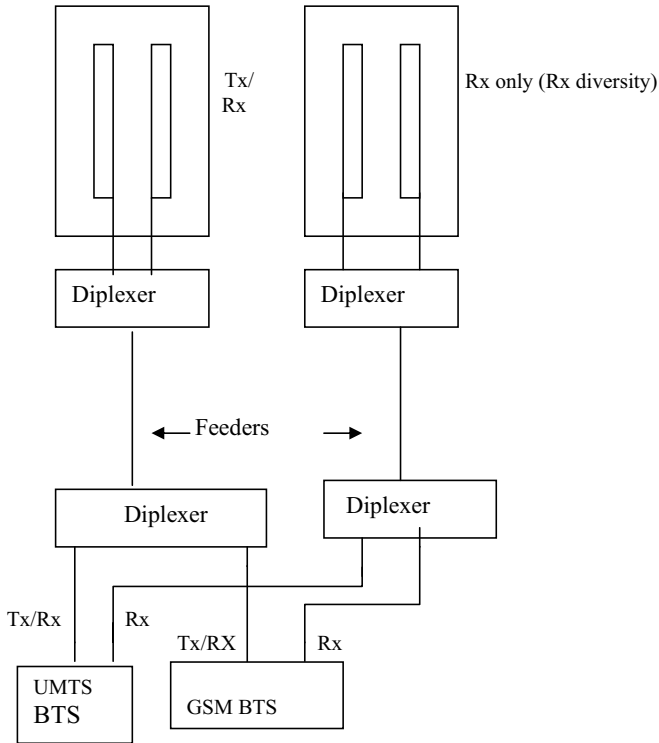 Tx/
Rx
Rx only (Rx diversity)
Diplexer
Diplexer
Feeders
Diplexer
Diplexer
Tx/Rx
Rx
Tx/RX
Rx
UMTS
BTS
GSM BTS